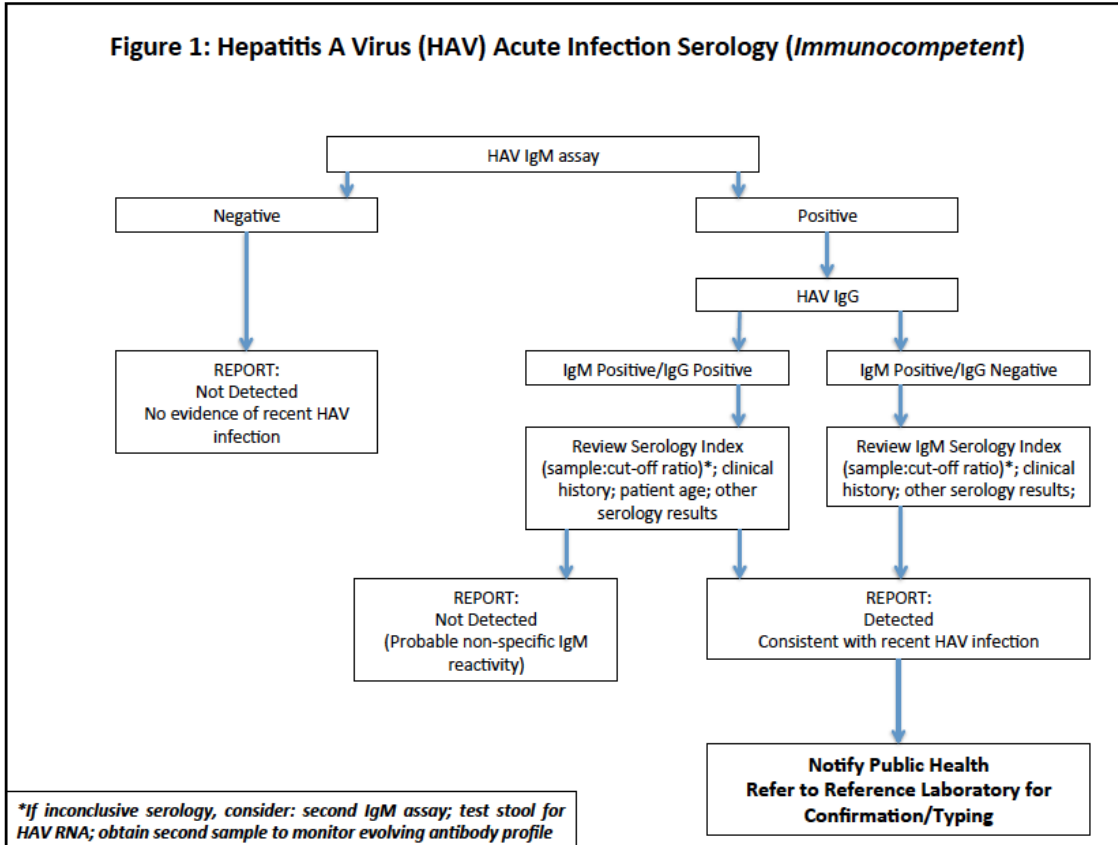 Figure 1: Hepatitis A Virus (HAV) Acute Infection Serology (Immunocompetent)
HAV IgM assay
Negative
Positive
HAV IgG
REPORT:
Not Detected
No evidence of recent HAV
infection
IgM Positive/IgG Positive
IgM Positive/IgG Negative
Review Serology Index
(sample:cut-off ratio)*; clinical
history; patient age; other
serology results
Review IgM Serology Index
(sample:cut-off ratio)*; clinical
history; other serology results;
REPORT:
Not Detected
(Probable non-specific IgM
reactivity)
REPORT:
Detected
Consistent with recent HAV infection
Notify Public Health
Refer to Reference Laboratory for
Confirmation/Typing
*If inconclusive serology, consider: second IgM assay; test stool for
HAV RNA; obtain second sample to monitor evolving antibody profile